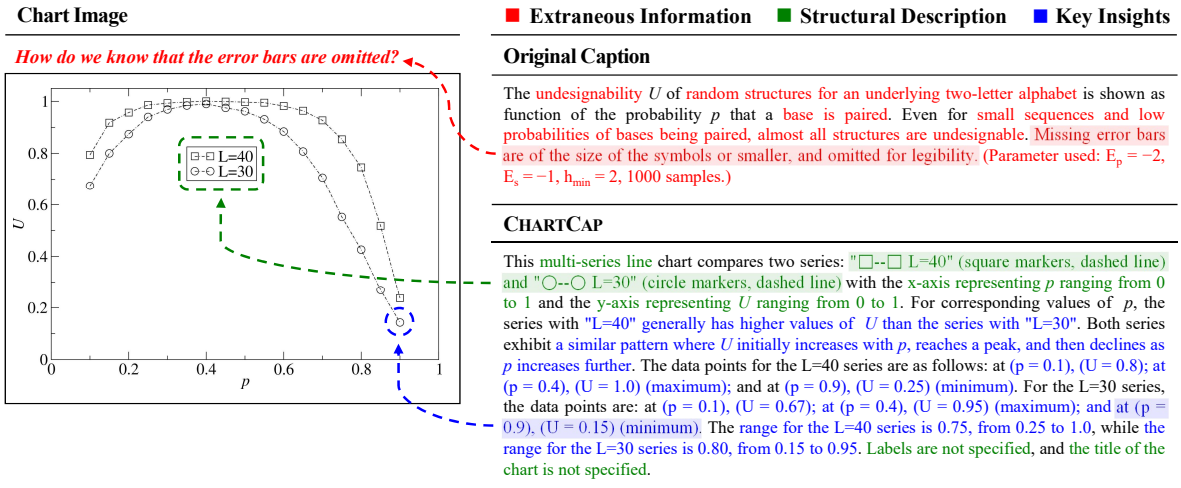 Chart Image
■ Extraneous Information ■ Structural Description ■ Key Insights
How do we know that the error bars are omitted?
1
0.8
0.6
0.4
0.2
0
U
0
0.2
0.4
0.6
0.8
1
p
L=40
L=30
Original Caption
The undesignability U of random structures for an underlying two-letter alphabet is shown as
function of the probability p that a base is paired. Even for small sequences and low
probabilities of bases being paired, almost all structures are undesignable. Missing error bars
are of the size of the symbols or smaller, and omitted for legibility. (Parameter used: Eₚ = −2,
Eₛ = −1, hₘᵢₙ = 2, 1000 samples.)
CHARTCAP
This multi-series line chart compares two series: "□--□ L=40" (square markers, dashed line)
and "○--○ L=30" (circle markers, dashed line) with the x-axis representing p ranging from 0
to 1 and the y-axis representing U ranging from 0 to 1. For corresponding values of p, the
series with "L=40" generally has higher values of U than the series with "L=30". Both series
exhibit a similar pattern where U initially increases with p, reaches a peak, and then declines as
p increases further. The data points for the L=40 series are as follows: at (p = 0.1), (U = 0.8); at
(p = 0.4), (U = 1.0) (maximum); and at (p = 0.9), (U = 0.25) (minimum). For the L=30 series,
the data points are: at (p = 0.1), (U = 0.67); at (p = 0.4), (U = 0.95) (maximum); and at (p =
0.9), (U = 0.15) (minimum). The range for the L=40 series is 0.75, from 0.25 to 1.0, while the
range for the L=30 series is 0.80, from 0.15 to 0.95. Labels are not specified, and the title of the
chart is not specified.